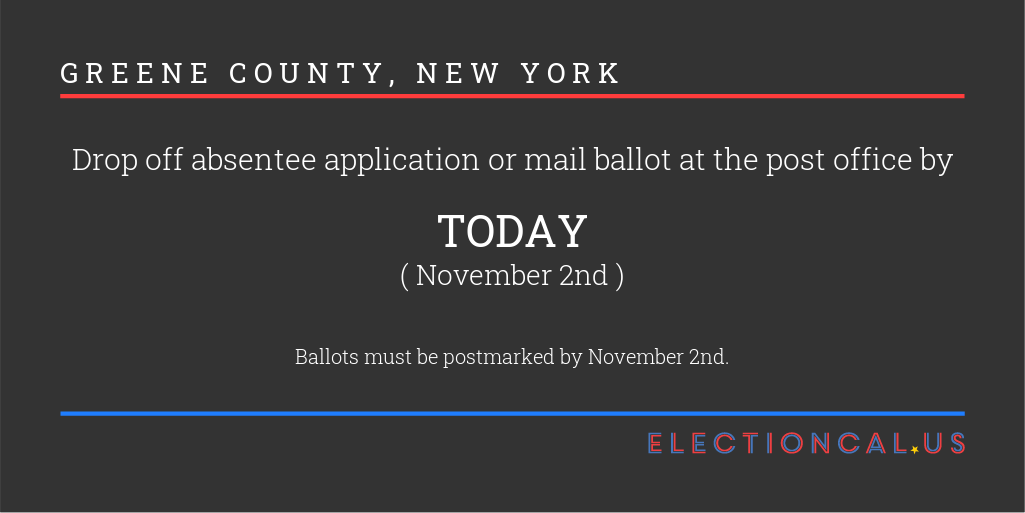 GREENE COUNTY, NEW YORK
Drop off absentee application or mail ballot at the post office by
TODAY
( November 2nd )
Ballots must be postmarked by November 2nd.
ELECTIONCAL.US